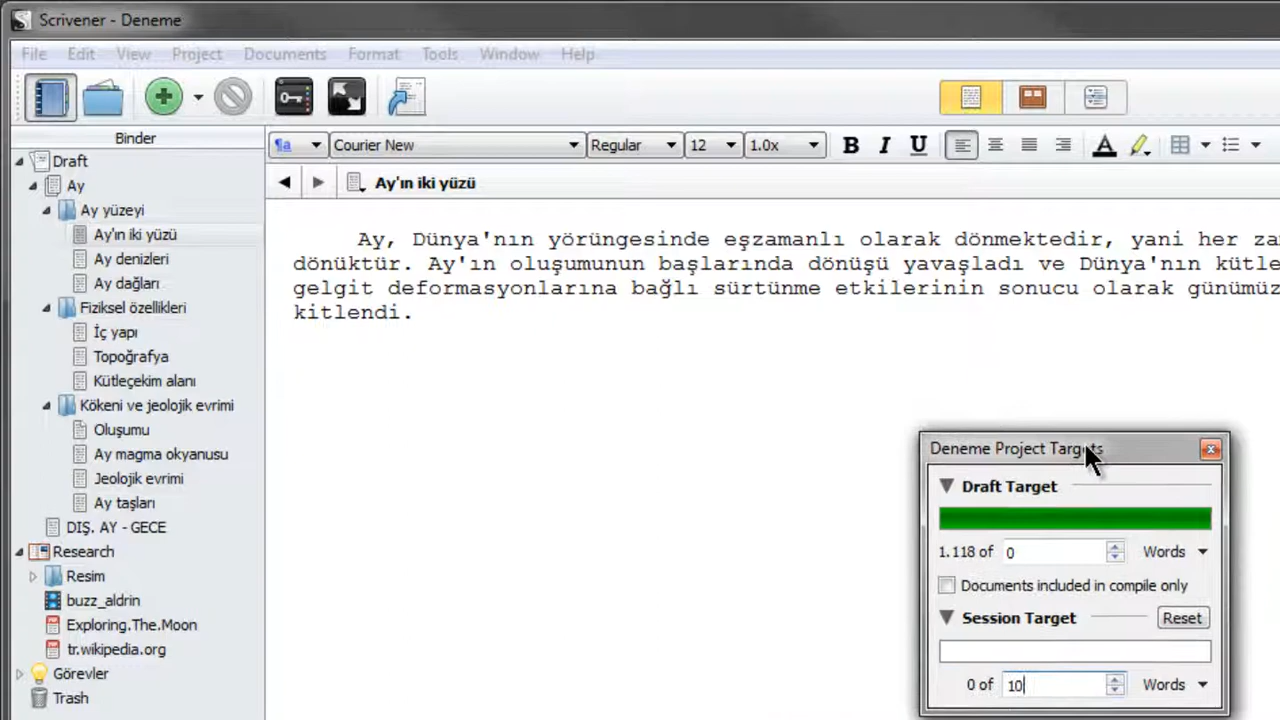 Scrivener - Deneme
File Edit View Project Documents Format Tools Window Help
Binder
Draft
Ay
Ay yüzeyi
Ay'ın iki yüzü
Ay denizleri
Ay dağları
Fiziksel özellikleri
İç yapı
Topoğrafya
Kütleçekim alanı
Kökeni ve jeolojik evrimi
Oluşumu
Ay magma okyanusu
Jeolojik evrimi
Ay taşları
DIŞ. AY - GECE
Research
Resim
buzz_aldrin
Exploring.The.Moon
tr.wikipedia.org
Görevler
Trash
¶a Courier New Regular 12 1.0x B I U A
Ay'ın iki yüzü
Ay, Dünya'nın yörüngesinde eşzamanlı olarak dönmektedir, yani her za
dönüktür. Ay'ın oluşumunun başlarında dönüşü yavaşladı ve Dünya'nın kütle
gelgit deformasyonlarına bağlı sürtünme etkilerinin sonucu olarak günümüz
kitlendi.
Deneme Project Targets
Draft Target
1.118 of 0 Words
Documents included in compile only
Session Target Reset
0 of 10 Words